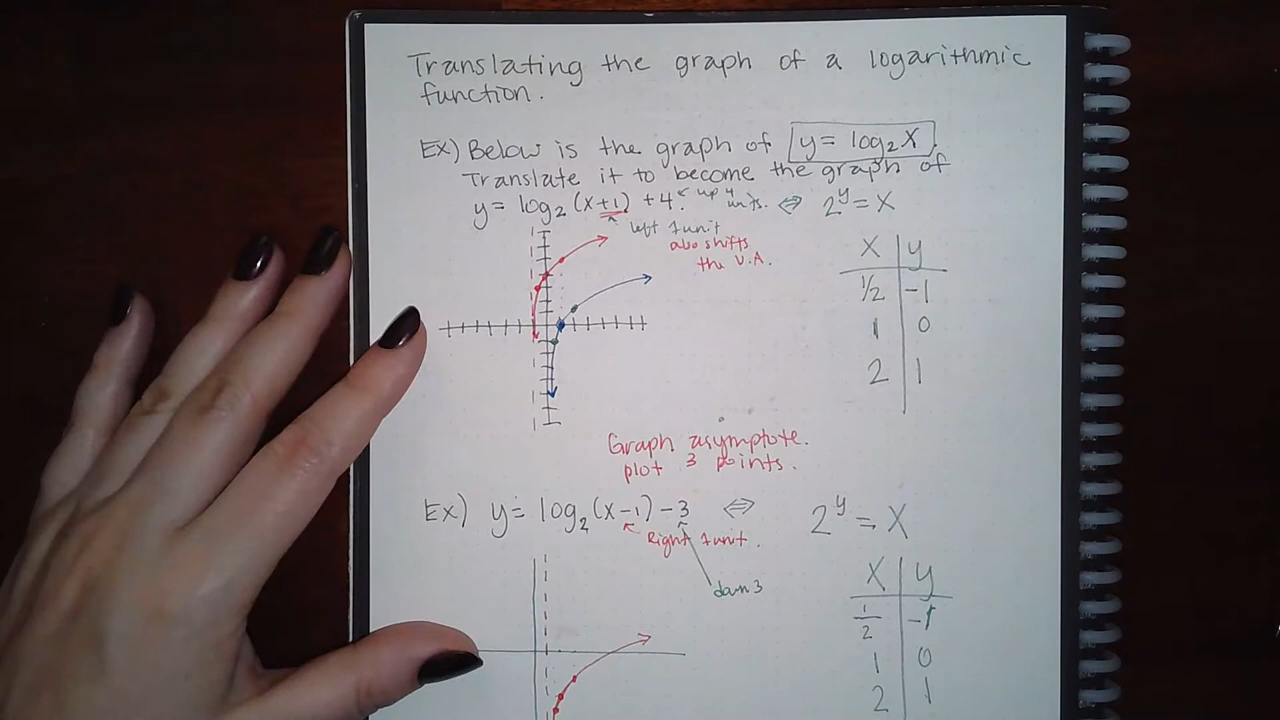 Translating the graph of a logarithmic
function.
Ex) Below is the graph of y = log₂X.
Translate it to become the graph of
y = log₂ (x+1) +4. up 4 units. ⇔ 2^y = X
left 1 unit
also shifts
the V.A.
X y
1/2 -1
1 0
2 1
Graph asymptote.
plot 3 points.
Ex) y = log₂(x-1)-3 ⇔ 2^y = X
Right 1 unit.
down 3
X y
1/2 -1
1 0
2 1